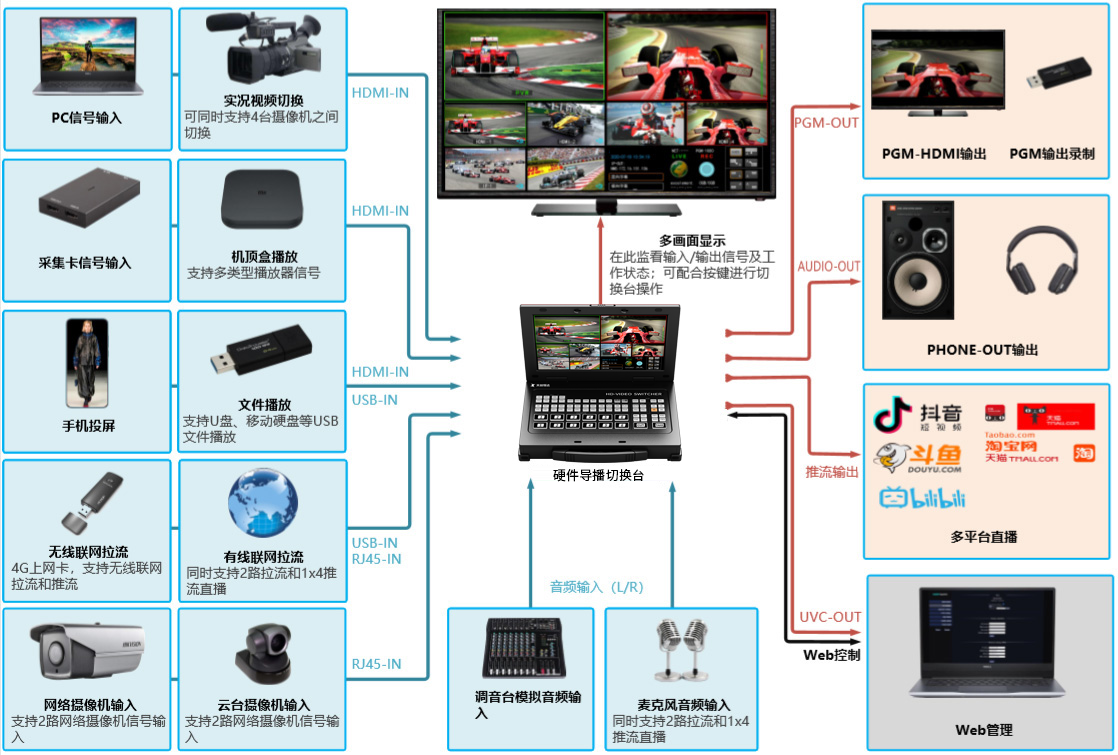 PC信号输入
实况视频切换
可同时支持4台摄像机之间
切换
HDMI-IN
采集卡信号输入
机顶盒播放
支持多类型播放器信号
HDMI-IN
手机投屏
文件播放
支持U盘、移动硬盘等USB
文件播放
HDMI-IN
USB-IN
无线联网拉流
4G上网卡，支持无线联网
拉流和推流
有线联网拉流
同时支持2路拉流和1x4推
流直播
USB-IN
RJ45-IN
网络摄像机输入
支持2路网络摄像机信号输
入
云台摄像机输入
支持2路网络摄像机信号输
入
RJ45-IN
多画面显示
在此监看输入/输出信号及工
作状态；可配合按键进行切
换台操作
HD VIDEO SWITCHER
硬件导播切换台
音频输入（L/R）
调音台模拟音频输
入
麦克风音频输入
同时支持2路拉流和1x4
推流直播
PGM-OUT
PGM-HDMI输出
PGM输出录制
AUDIO-OUT
PHONE-OUT输出
推流输出
抖音
短视频
天猫
TMALL.COM
斗鱼
DOUYU.COM
Taobao.com
淘宝网
天猫 TMALL.COM
淘
bilibili
多平台直播
UVC-OUT
Web控制
Web管理